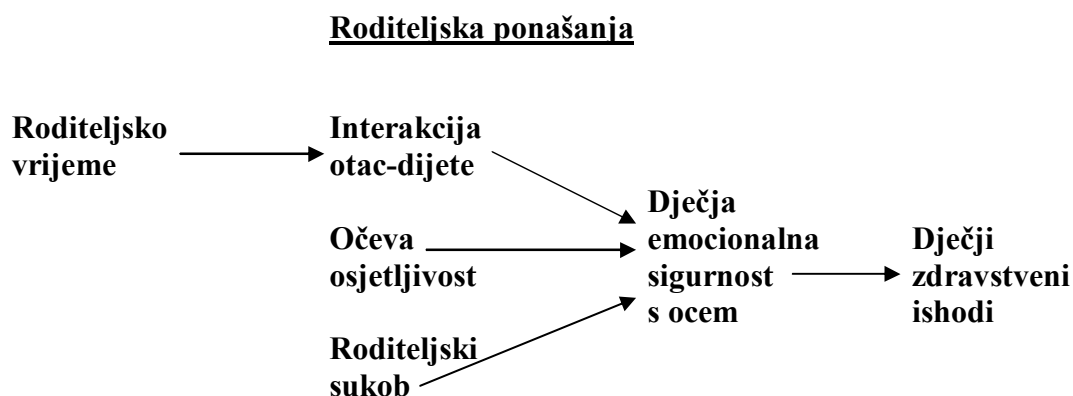 Roditeljska ponašanja
Roditeljsko
vrijeme
Interakcija
otac-dijete
Očeva
osjetljivost
Roditeljski
sukob
Dječja
emocionalna
sigurnost
s ocem
Dječji
zdravstveni
ishodi